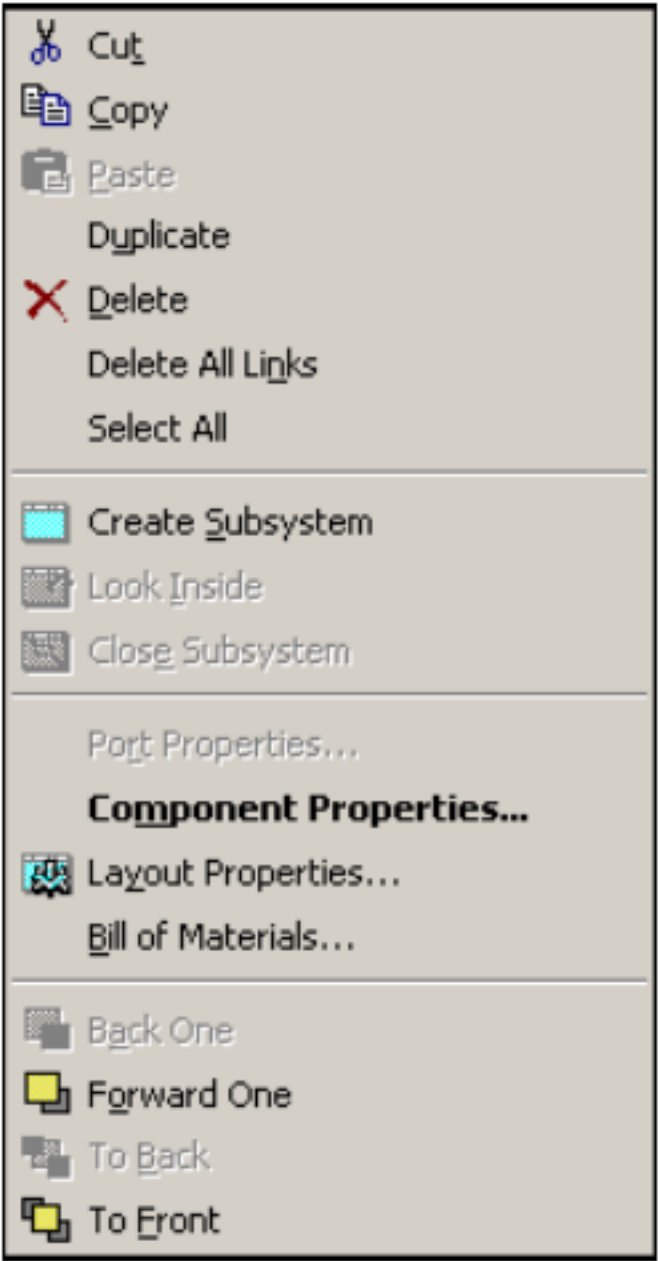 Cut
Copy
Paste
Duplicate
Delete
Delete All Links
Select All
Create Subsystem
Look Inside
Close Subsystem
Port Properties...
Component Properties...
Layout Properties...
Bill of Materials...
Back One
Forward One
To Back
To Front